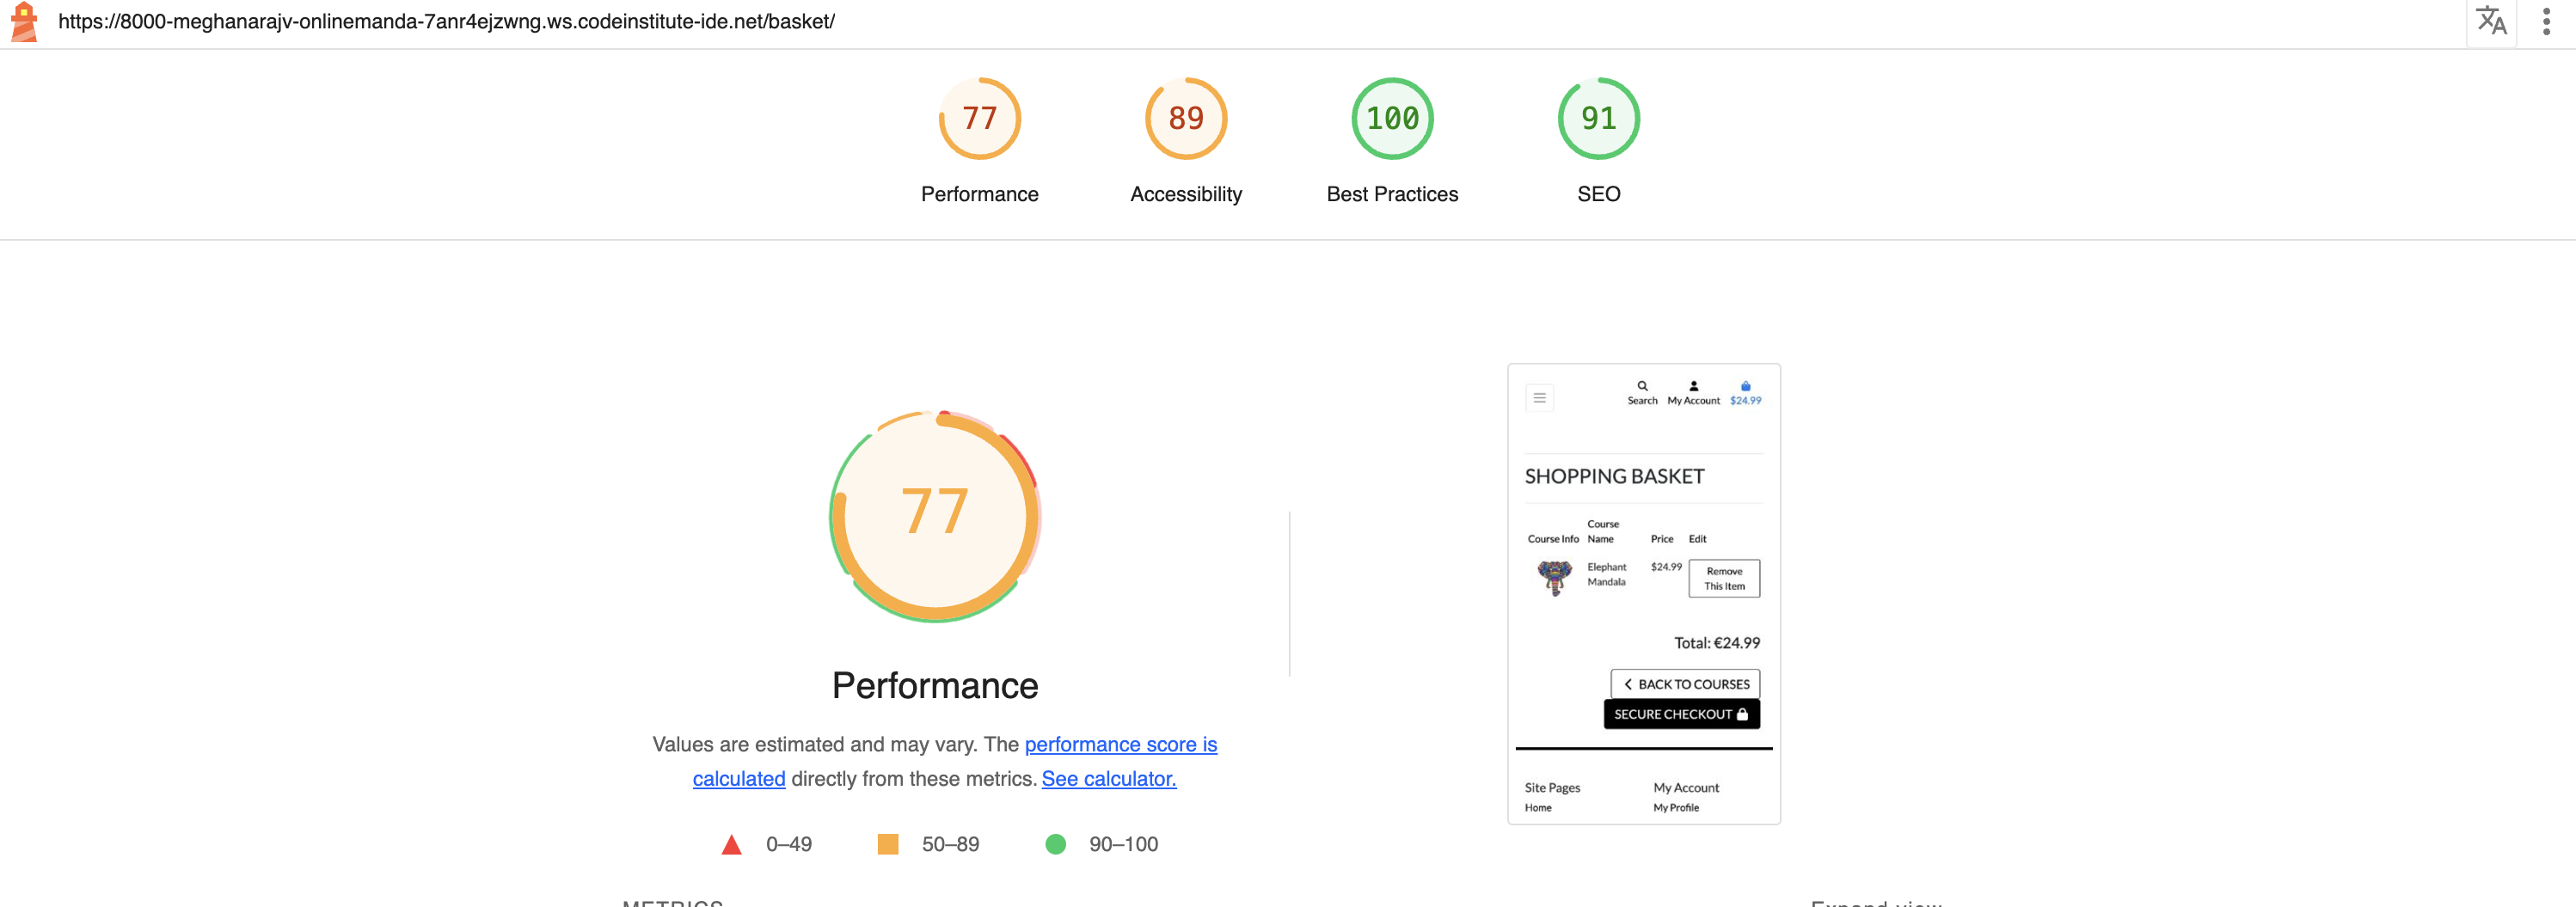 https://8000-meghanarajv-onlinemanda-7anr4ejzwng.ws.codeinstitute-ide.net/basket/
77
89
100
91
Performance
Accessibility
Best Practices
SEO
77
Performance
Values are estimated and may vary. The performance score is
calculated directly from these metrics. See calculator.
0–49
50–89
90–100
METRICS
Search
My Account
$24.99
SHOPPING BASKET
Course Info
Course
Name
Price
Edit
Elephant
Mandala
$24.99
Remove
This Item
Total: €24.99
BACK TO COURSES
SECURE CHECKOUT
Site Pages
My Account
Home
My Profile
Expand view